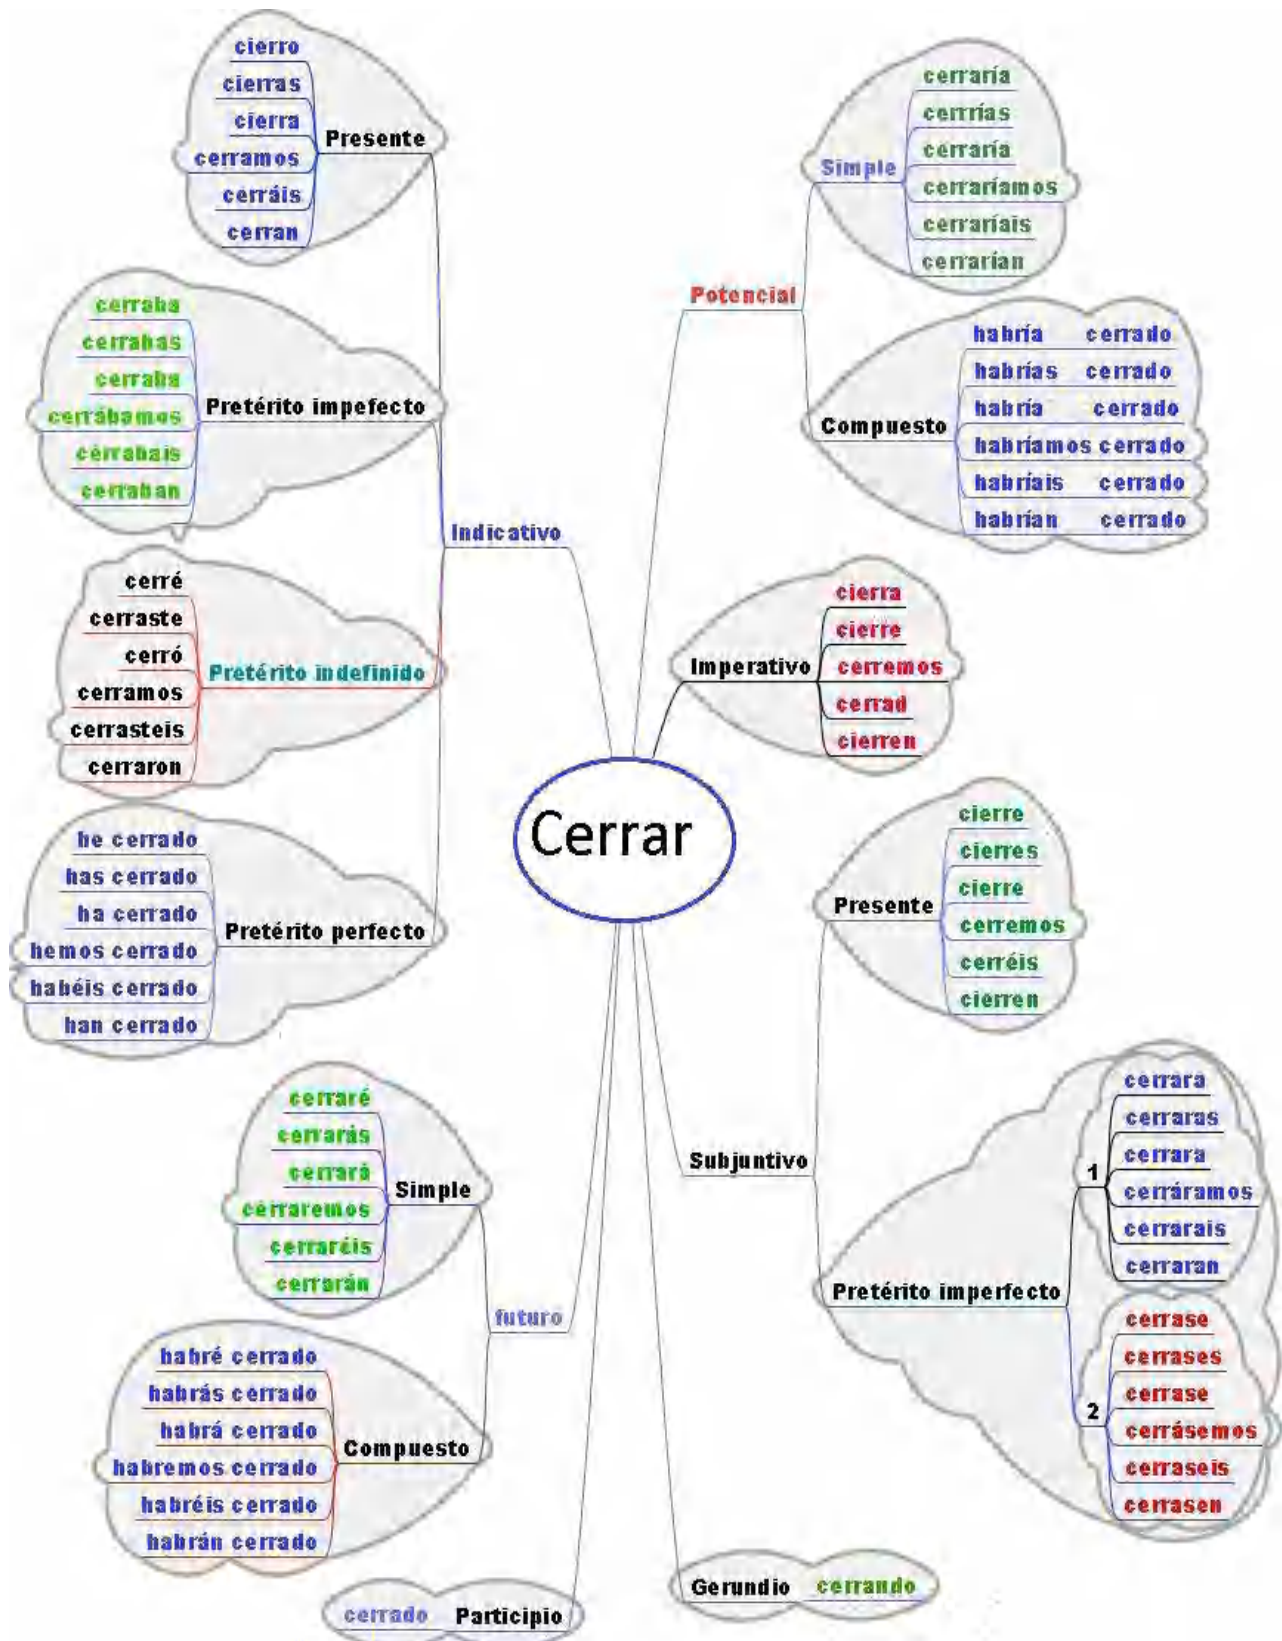 Cerrar
Indicativo
Presente
cierro
cierras
cierra
cerramos
cerráis
cerran
Pretérito impefecto
cerraba
cerrabas
cerraba
cerrábamos
cérrabais
cerraban
Pretérito indefinido
cerré
cerraste
cerró
cerramos
cerrasteis
cerraron
Pretérito perfecto
he cerrado
has cerrado
ha cerrado
hemos cerrado
habéis cerrado
han cerrado
futuro
Simple
cerraré
cerrarás
cerrará
cerraremos
cerraréis
cerrarán
Compuesto
habré cerrado
habrás cerrado
habrá cerrado
habremos cerrado
habréis cerrado
habrán cerrado
Participio
cerrado
Potencial
Simple
cerraría
cerrrías
cerraría
cerraríamos
cerraríais
cerrarían
Compuesto
habría cerrado
habrías cerrado
habría cerrado
habríamos cerrado
habríais cerrado
habrían cerrado
Imperativo
cierra
cierre
cerremos
cerrad
cierren
Subjuntivo
Presente
cierre
cierres
cierre
cerremos
cerréis
cierren
Pretérito imperfecto
1
cerrara
cerraras
cerrara
cerráramos
cerrarais
cerraran
2
cerrase
cerrases
cerrase
cerrásemos
cerraseis
cerrasen
Gerundio
cerrando